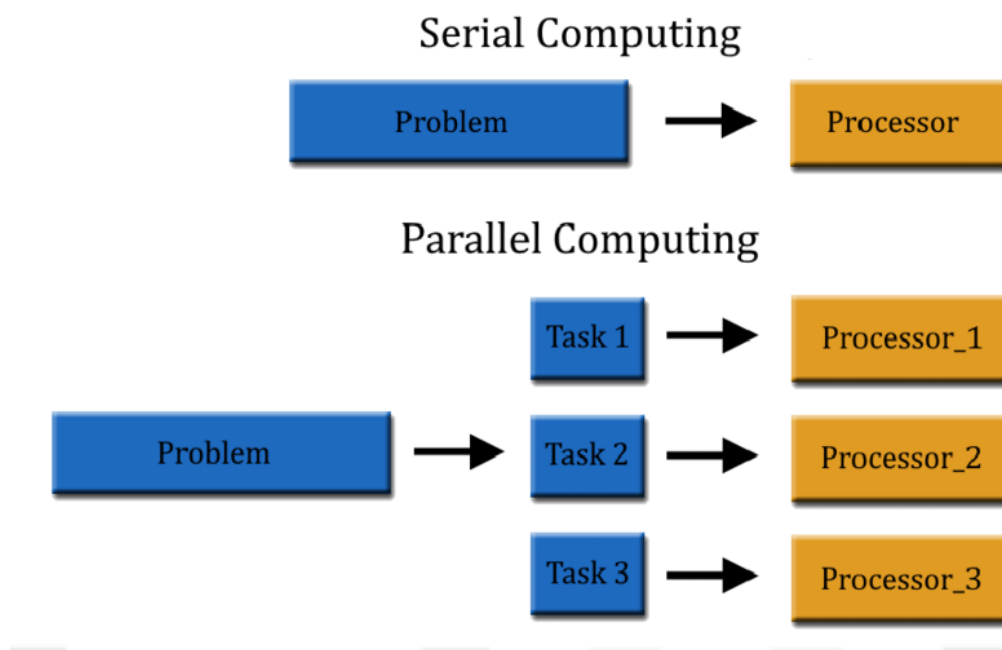 Serial Computing
Problem
Processor
Parallel Computing
Task 1
Processor_1
Problem
Task 2
Processor_2
Task 3
Processor_3